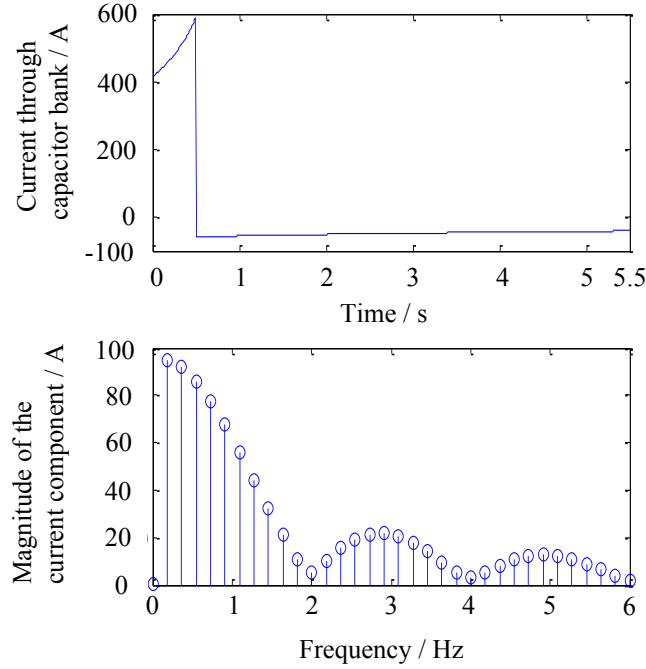 Current through
capacitor bank / A
600
400
200
0
-100
0 1 2 3 4 5 5.5
Time / s
Magnitude of the
current component / A
100
80
60
40
20
0
0 1 2 3 4 5 6
Frequency / Hz